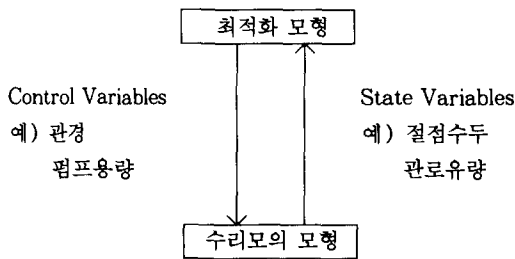 최적화 모형
Control Variables
예) 관경
펌프용량
State Variables
예) 절점수두
관로유량
수리모의 모형